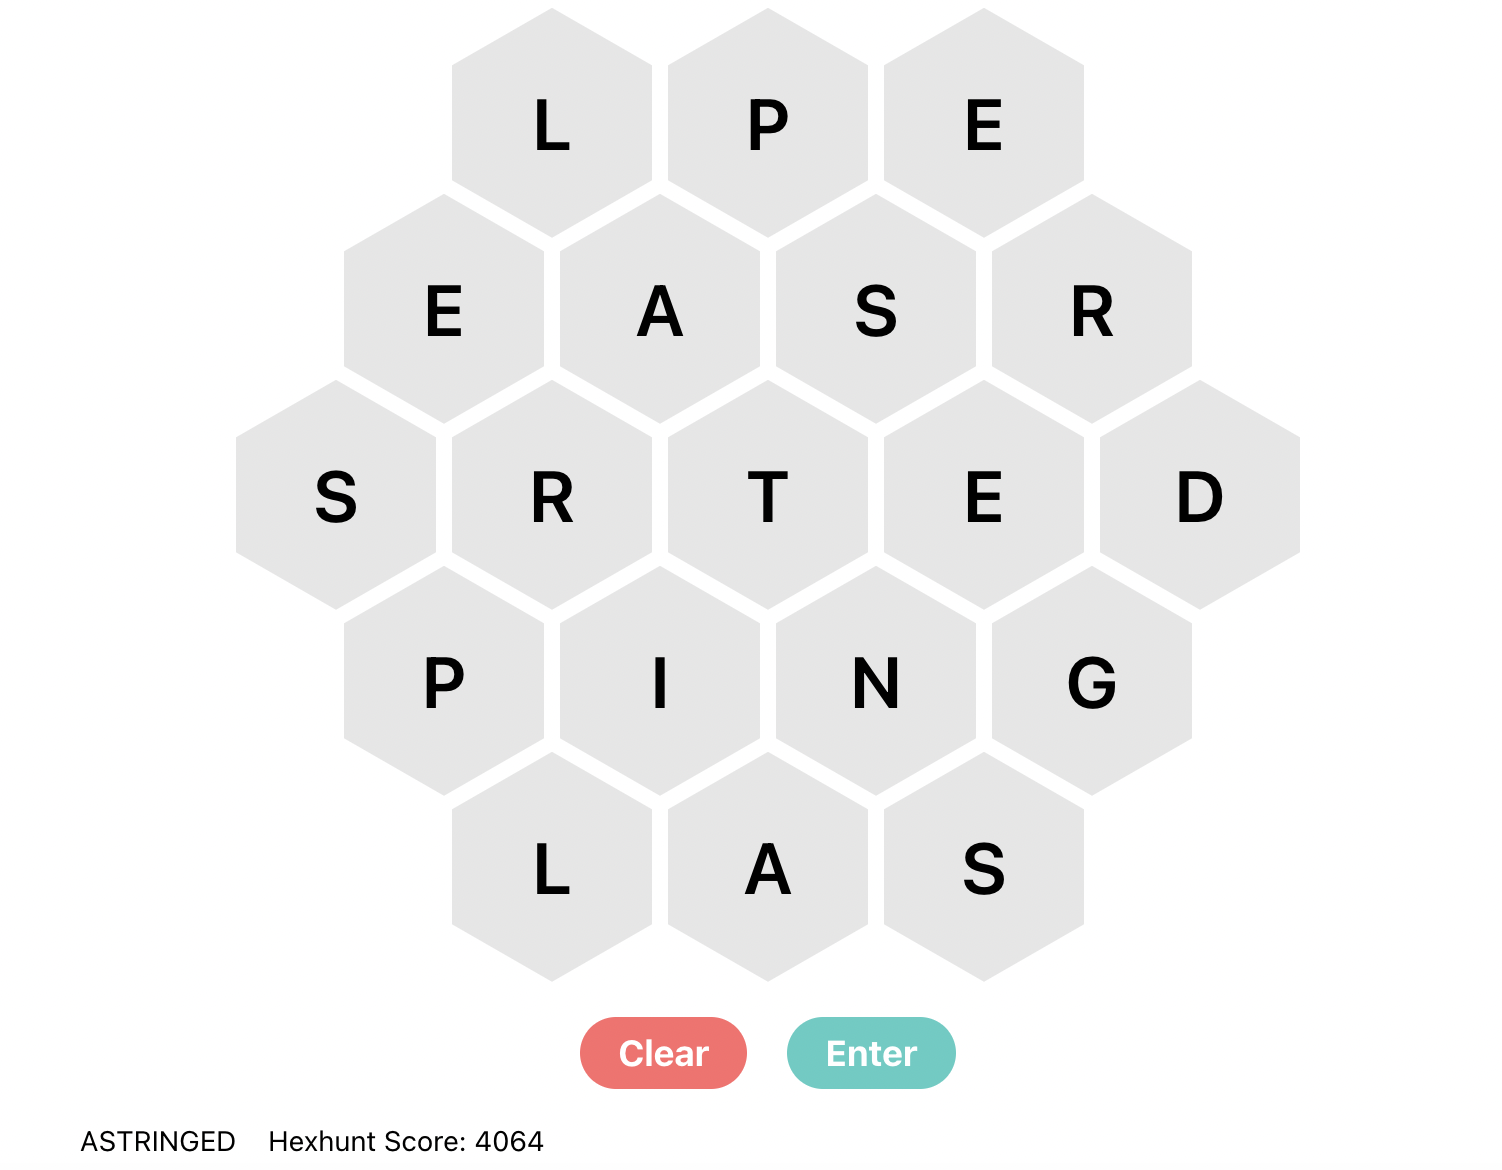 L P E
E A S R
S R T E D
P I N G
L A S
Clear Enter
ASTRINGED Hexhunt Score: 4064